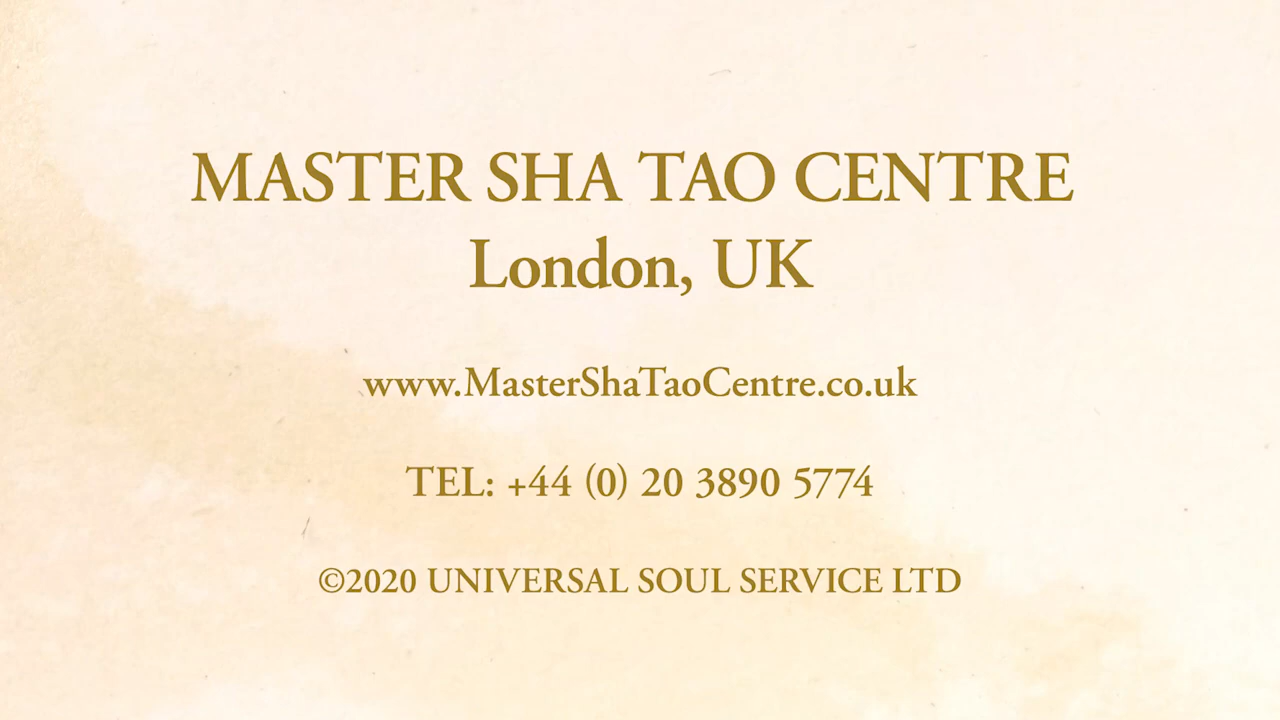 MASTER SHA TAO CENTRE
London, UK
www.MasterShaTaoCentre.co.uk
TEL: +44 (0) 20 3890 5774
©2020 UNIVERSAL SOUL SERVICE LTD